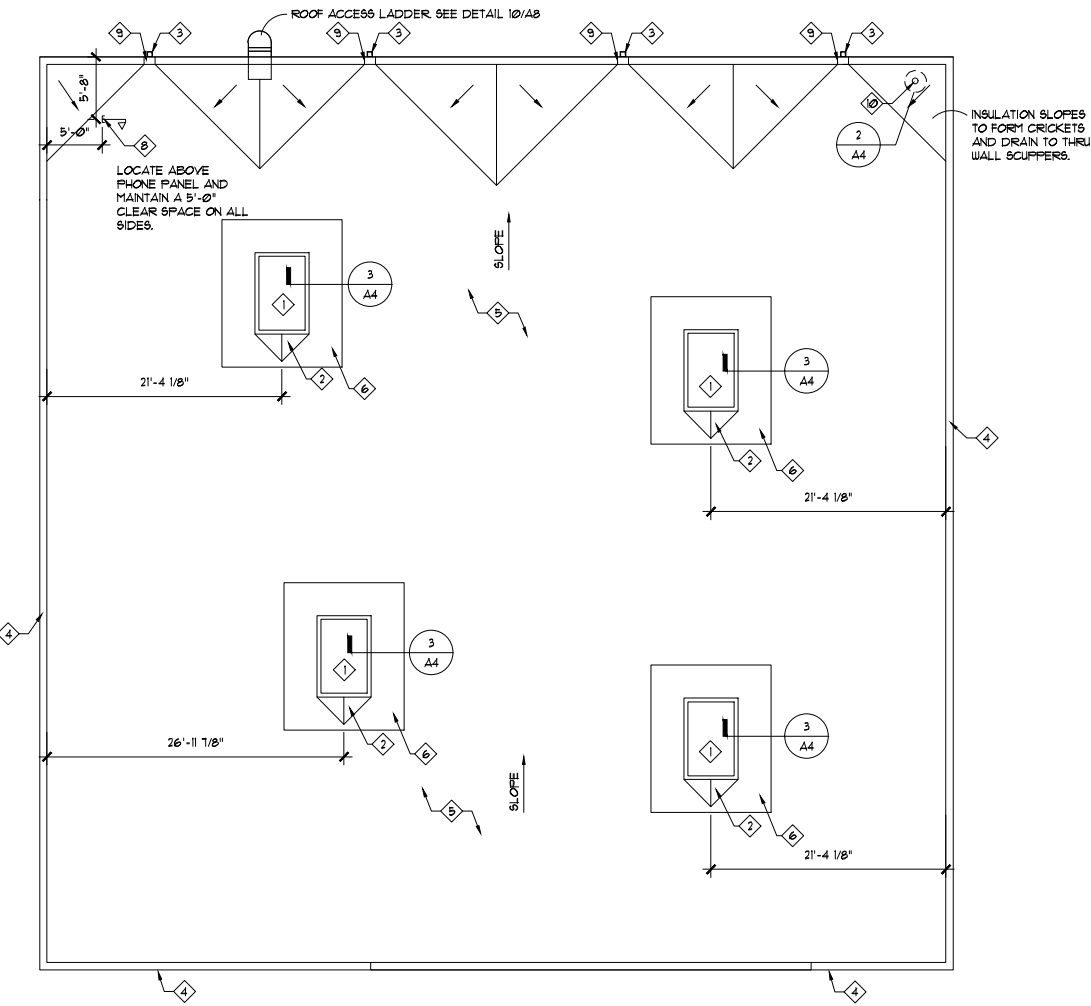 ROOF ACCESS LADDER. SEE DETAIL 10/A8
9
3
9
3
9
3
9
3
5'-8"
5'-0"
8
10
2
A4
INSULATION SLOPES
TO FORM CRICKETS
AND DRAIN TO THRU
WALL SCUPPERS.
LOCATE ABOVE
PHONE PANEL AND
MAINTAIN A 5'-0"
CLEAR SPACE ON ALL
SIDES.
SLOPE
3
A4
1
5
2
6
21'-4 1/8"
3
A4
1
2
6
4
21'-4 1/8"
4
3
A4
1
2
6
26'-11 7/8"
3
A4
1
2
6
SLOPE
5
21'-4 1/8"
4
4